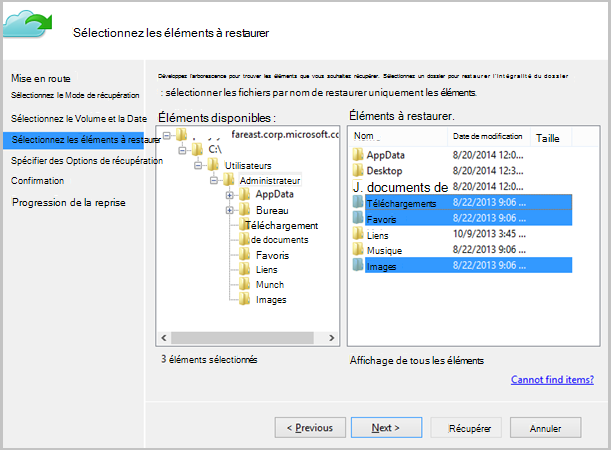 Sélectionnez les éléments à restaurer
Mise en route
Sélectionnez le Mode de récupération
Sélectionnez le Volume et la Date
Sélectionnez les éléments à restaurer
Spécifier des Options de récupération
Confirmation
Progression de la reprise
Développez l'arborescence pour trouver les éléments que vous souhaitez récupérer. Sélectionnez un dossier pour restaurer l'intégralité du dossier
: sélectionner les fichiers par nom de restaurer uniquement les éléments.
Éléments disponibles :
fareast.corp.microsoft.cc
C:\
Utilisateurs
Administrateur
AppData
Bureau
Téléchargement
de documents
Favoris
Liens
Munch
Images
3 éléments sélectionnés
Éléments à restaurer.
Nom Date de modification Taille
AppData 8/20/2014 12:0...
Desktop 8/20/2014 12:3...
J. documents de 8/20/2014 12:0...
Téléchargements 8/22/2013 9:06 ...
Favoris 8/22/2013 9:06 ...
Liens 10/9/2013 3:45 ...
Musique 8/22/2013 9:06 ...
Images 8/22/2013 9:06 ...
Affichage de tous les éléments
Cannot find items?
< Previous
Next >
Récupérer
Annuler